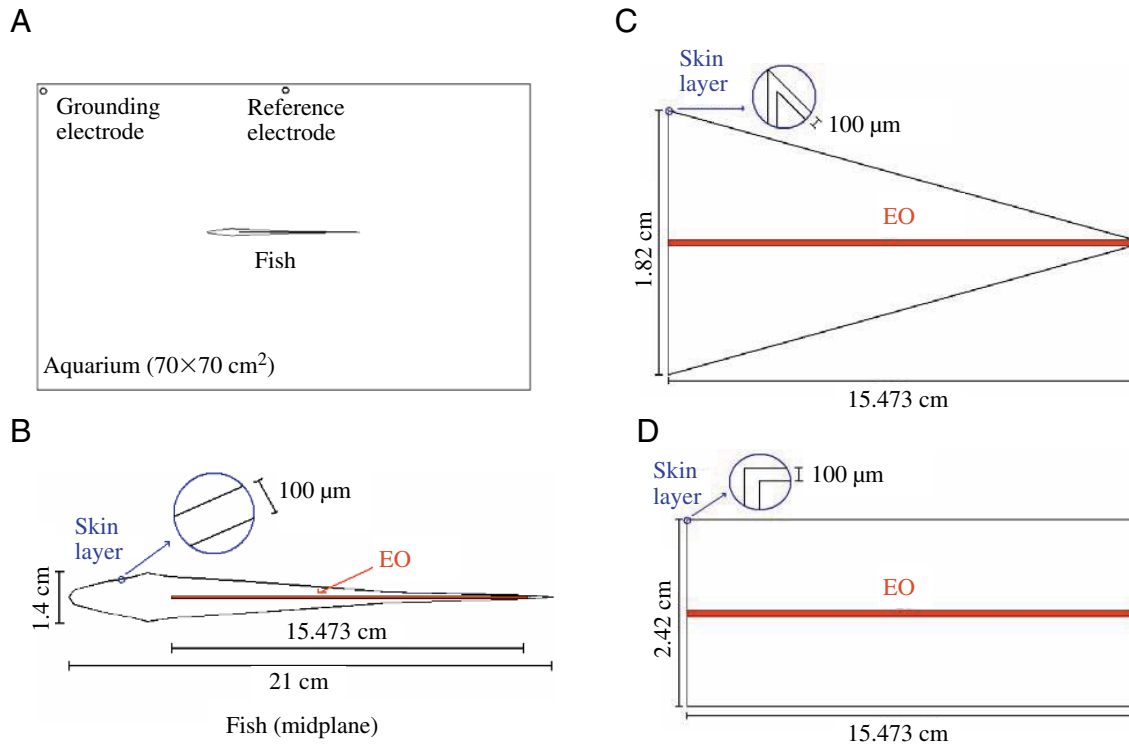 A
Grounding
electrode
Reference
electrode
Fish
Aquarium (70×70 cm²)
B
Skin
layer
100 µm
EO
1.4 cm
15.473 cm
21 cm
Fish (midplane)
C
Skin
layer
100 µm
EO
1.82 cm
15.473 cm
D
Skin
layer
100 µm
EO
2.42 cm
15.473 cm